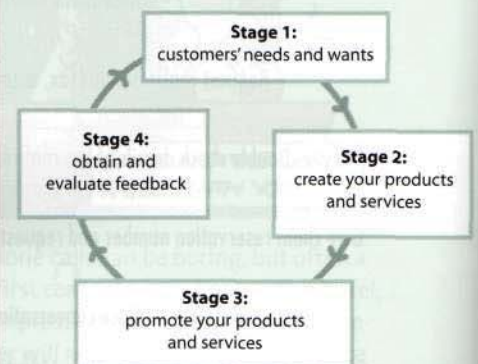 Stage 1:
customers' needs and wants
Stage 2:
create your products
and services
Stage 3:
promote your products
and services
Stage 4:
obtain and
evaluate feedback